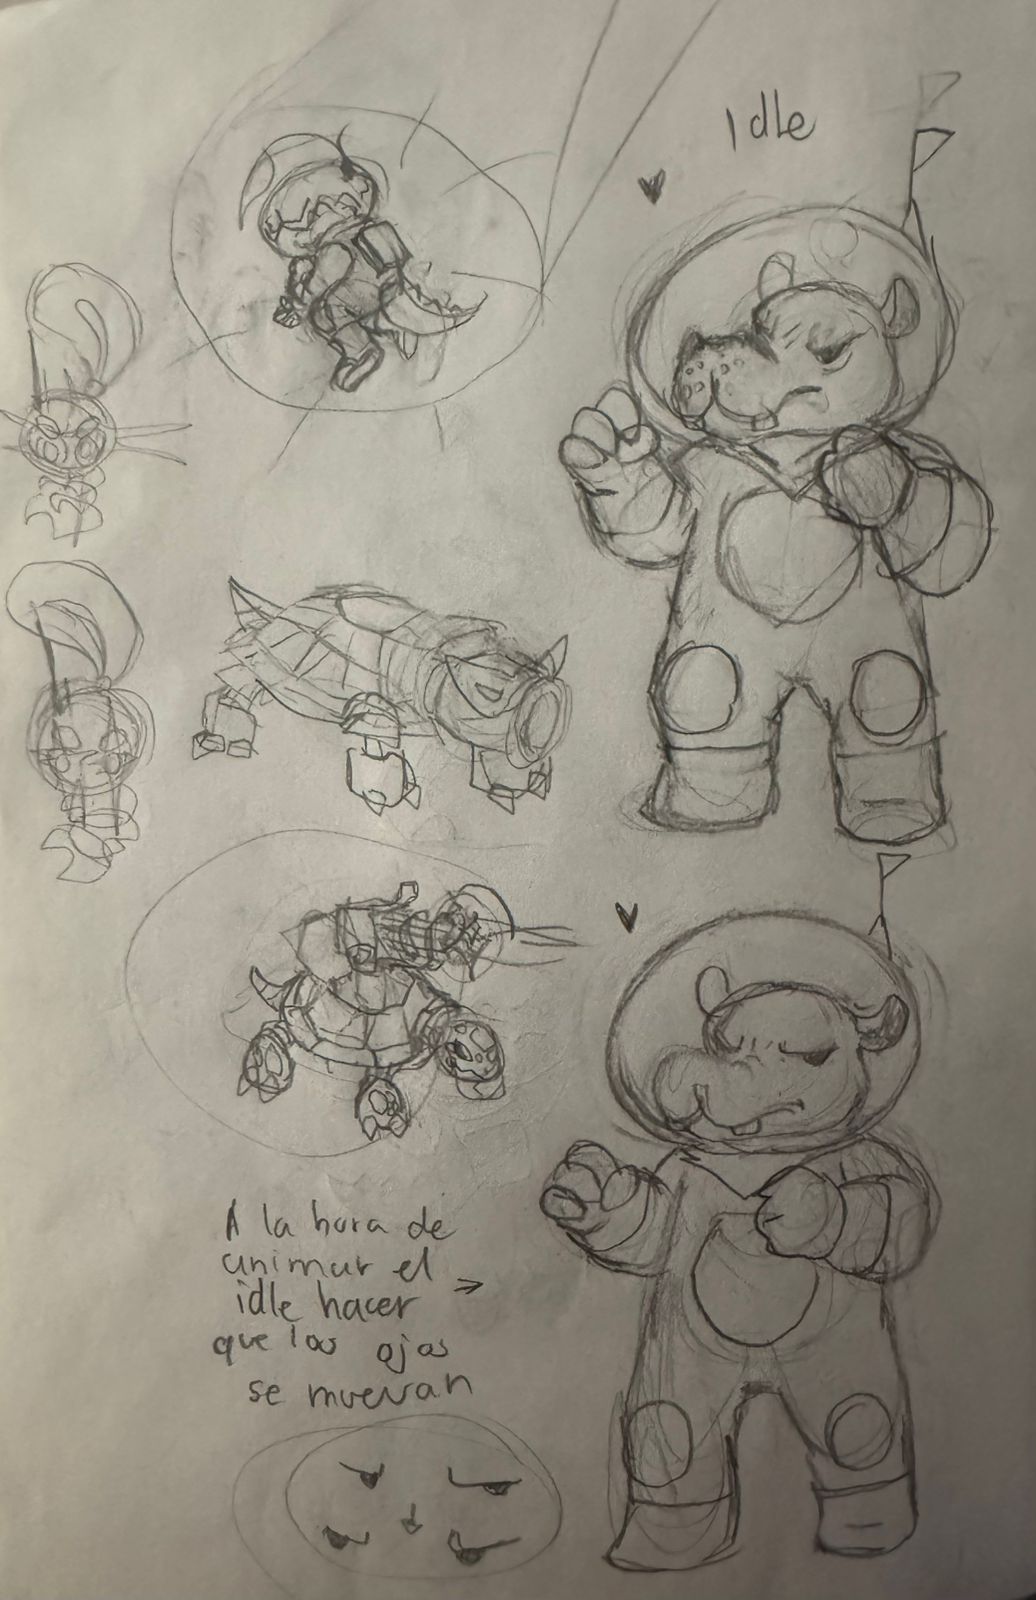 Idle
A la hora de
animar el
idle hacer
que los ojos
se muevan